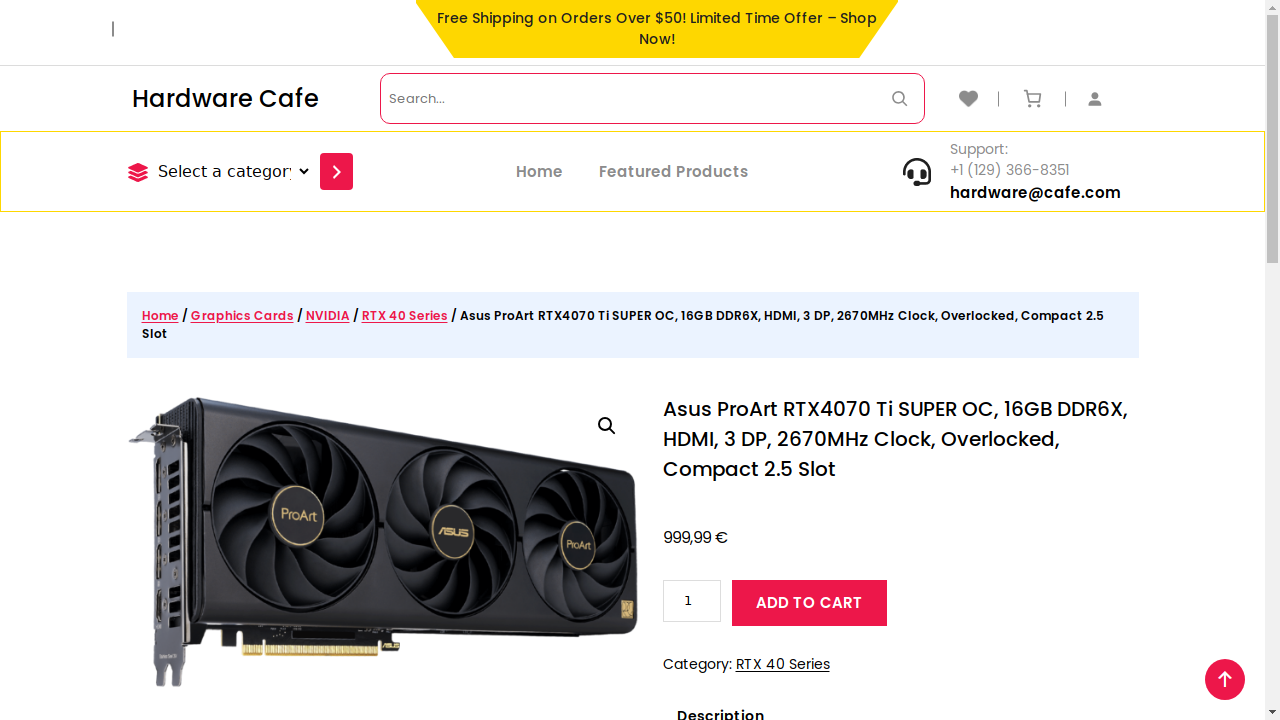 Free Shipping on Orders Over $50! Limited Time Offer – Shop
Now!
Hardware Cafe
Search...
Select a category
Home
Featured Products
Support:
+1 (129) 366-8351
hardware@cafe.com
Home / Graphics Cards / NVIDIA / RTX 40 Series / Asus ProArt RTX4070 Ti SUPER OC, 16GB DDR6X, HDMI, 3 DP, 2670MHz Clock, Overlocked, Compact 2.5
Slot
ProArt
ASUS
ProArt
Asus ProArt RTX4070 Ti SUPER OC, 16GB DDR6X,
HDMI, 3 DP, 2670MHz Clock, Overlocked,
Compact 2.5 Slot
999,99 €
1
ADD TO CART
Category: RTX 40 Series
Description